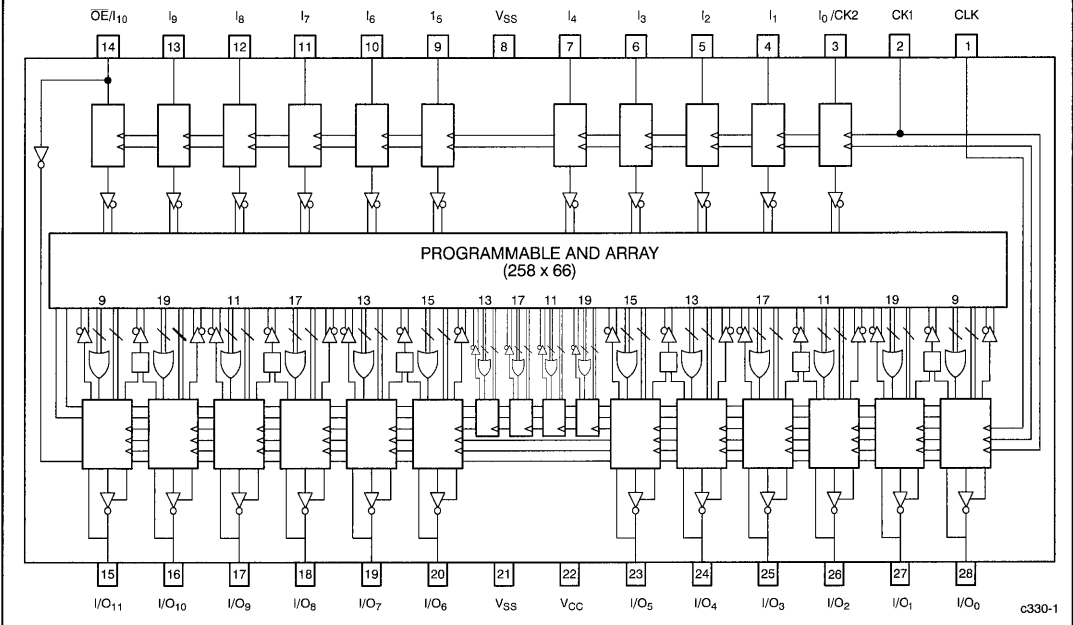 OE/I10 I9 I8 I7 I6 15 VSS I4 I3 I2 I1 I0/CK2 CK1 CLK
14 13 12 11 10 9 8 7 6 5 4 3 2 1
PROGRAMMABLE AND ARRAY
(258 x 66)
9 19 11 17 13 15 13 17 11 19 15 13 17 11 19 9
15 16 17 18 19 20 21 22 23 24 25 26 27 28
I/O11 I/O10 I/O9 I/O8 I/O7 I/O6 VSS VCC I/O5 I/O4 I/O3 I/O2 I/O1 I/O0
c330-1